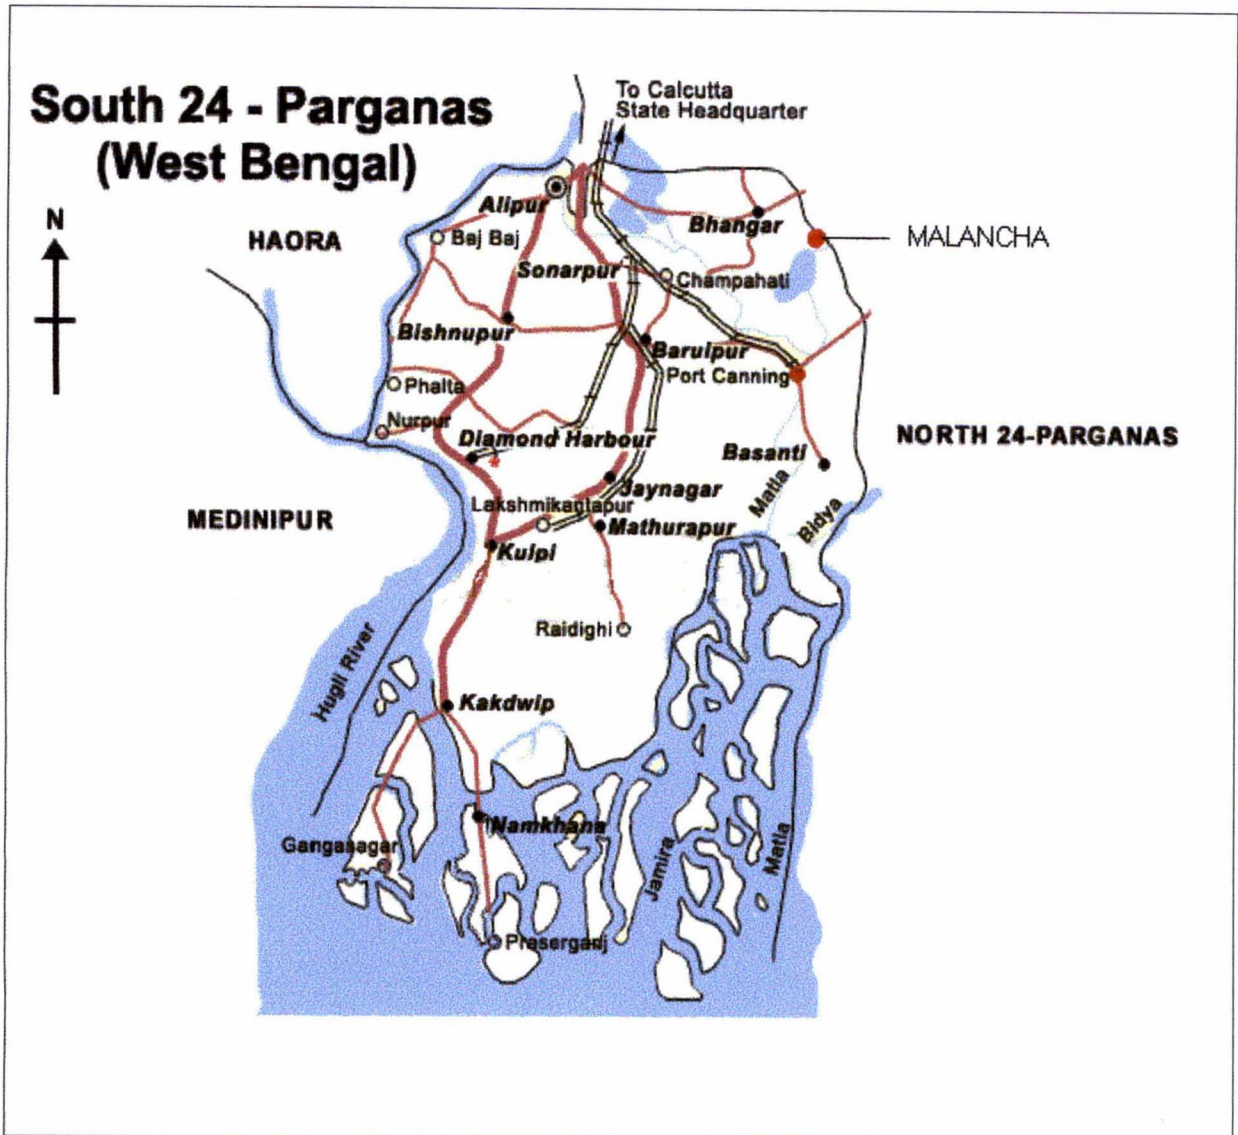 South 24 - Parganas
(West Bengal)
To Calcutta
State Headquarter
N
HAORA
Alipur
Baj Baj
Bhangar
MALANCHA
Sonarpur
Champahati
Bishnupur
Baruipur
Port Canning
Phalta
Nurpur
Diamond Harbour
NORTH 24-PARGANAS
Basanti
Jaynagar
Matla
Lakshmikantapur
MEDINIPUR
Mathurapur
Bidya
Kulpi
Raidighi
Hugli River
Kakdwip
Namkhana
Gangasagar
Jamira
Matla
Praserganj